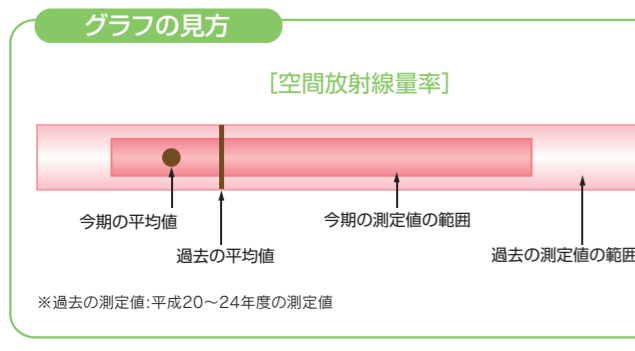 グラフの見方
[空間放射線量率]
今期の平均値
今期の測定値の範囲
過去の平均値
過去の測定値の範囲
※過去の測定値:平成20〜24年度の測定値